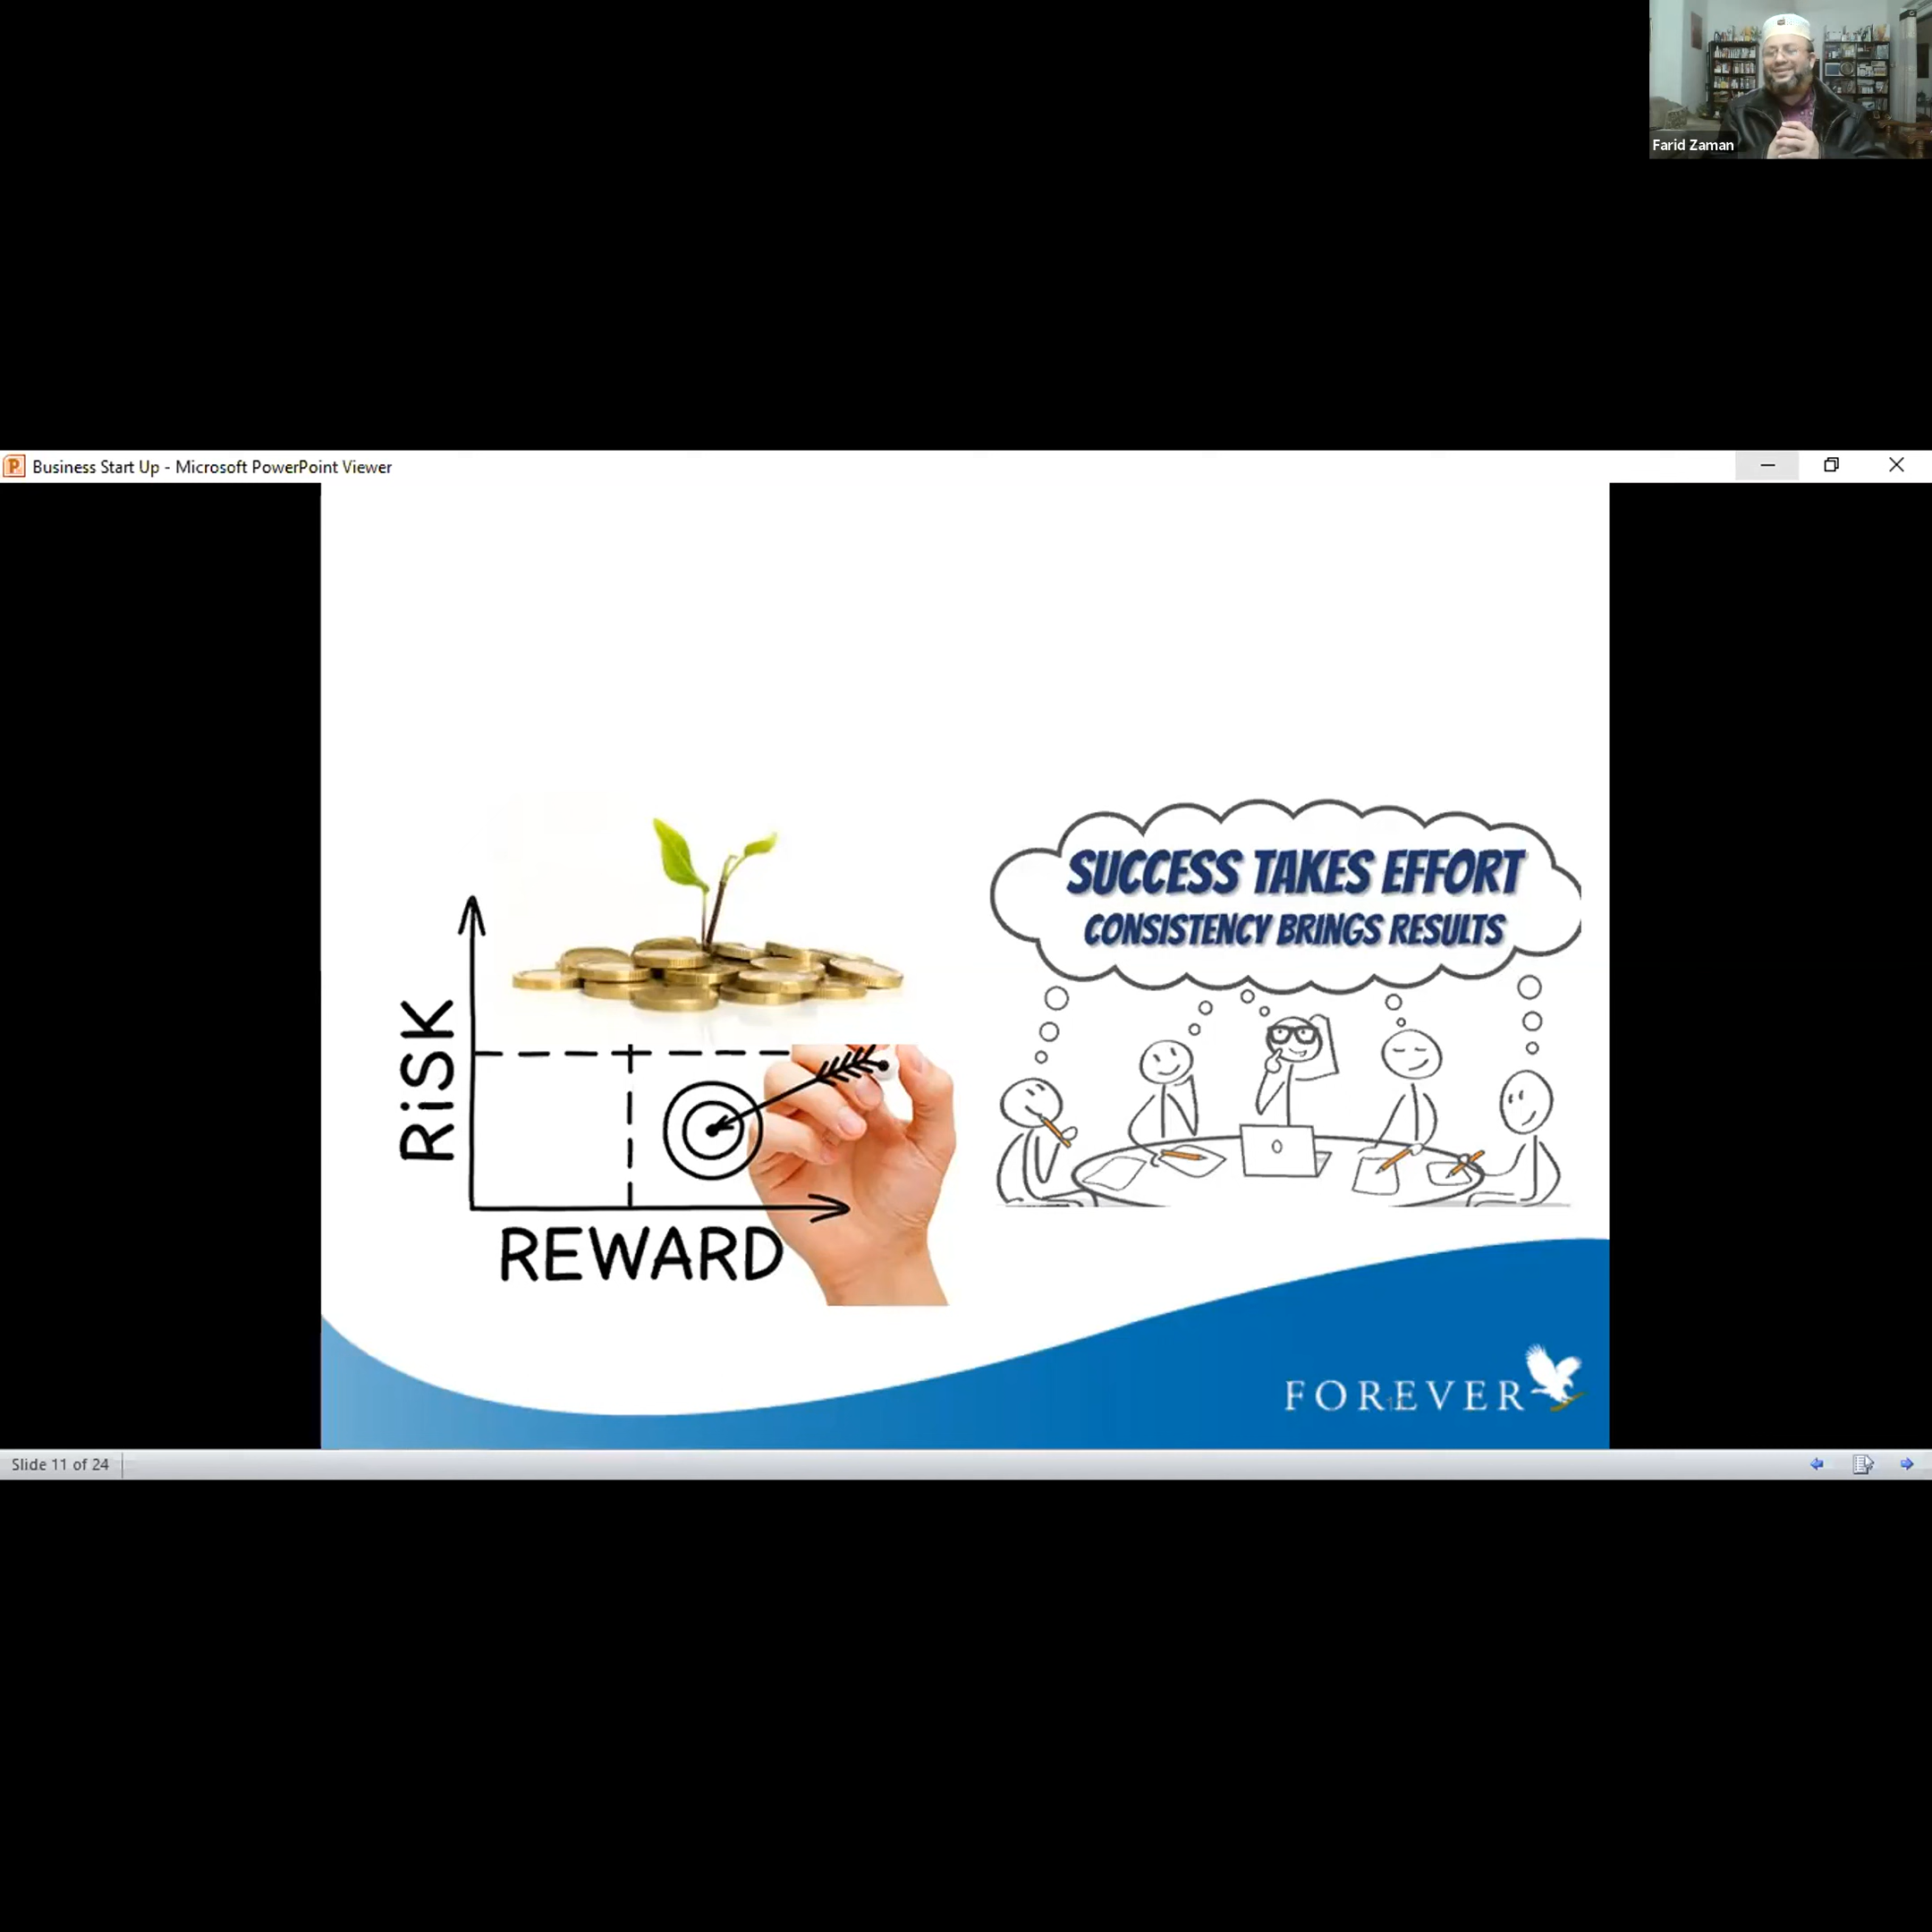 Farid Zaman
Business Start Up - Microsoft PowerPoint Viewer
SUCCESS TAKES EFFORT
CONSISTENCY BRINGS RESULTS
RiSK
REWARD
FOREVER
Slide 11 of 24